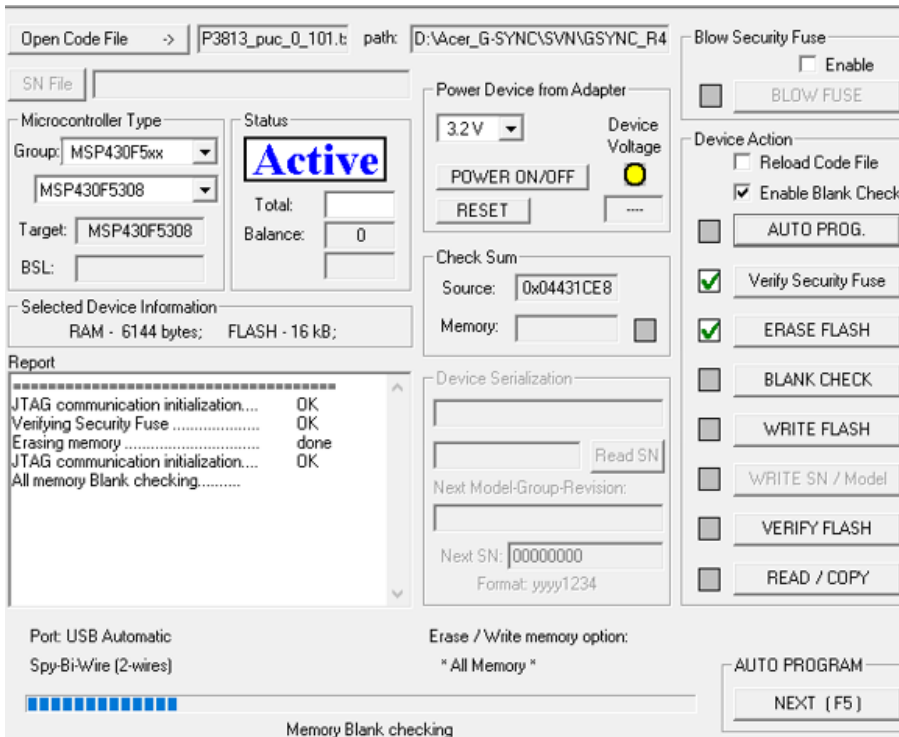 Open Code File -> P3813_puc_0_101.t path: D:\Acer_G-SYNC\SVN\GSYNC_R4
SN File
Microcontroller Type
Group: MSP430F5xx
MSP430F5308
Target: MSP430F5308
BSL:
Status
Active
Total:
Balance: 0
Selected Device Information
RAM - 6144 bytes; FLASH - 16 kB;
Report
=====================================
JTAG communication initialization.... OK
Verifying Security Fuse ..................... OK
Erasing memory ................................. done
JTAG communication initialization.... OK
All memory Blank checking..........
Power Device from Adapter
3.2 V
Device
Voltage
POWER ON/OFF
RESET ----
Check Sum
Source: 0x04431CE8
Memory:
Device Serialization
Read SN
Next Model-Group-Revision:
Next SN: 00000000
Format: yyyy1234
Blow Security Fuse
Enable
BLOW FUSE
Device Action
Reload Code File
Enable Blank Check
AUTO PROG.
Verify Security Fuse
ERASE FLASH
BLANK CHECK
WRITE FLASH
WRITE SN / Model
VERIFY FLASH
READ / COPY
Port: USB Automatic
Spy-Bi-Wire (2-wires)
Erase / Write memory option:
* All Memory *
AUTO PROGRAM
NEXT ( F5 )
Memory Blank checking